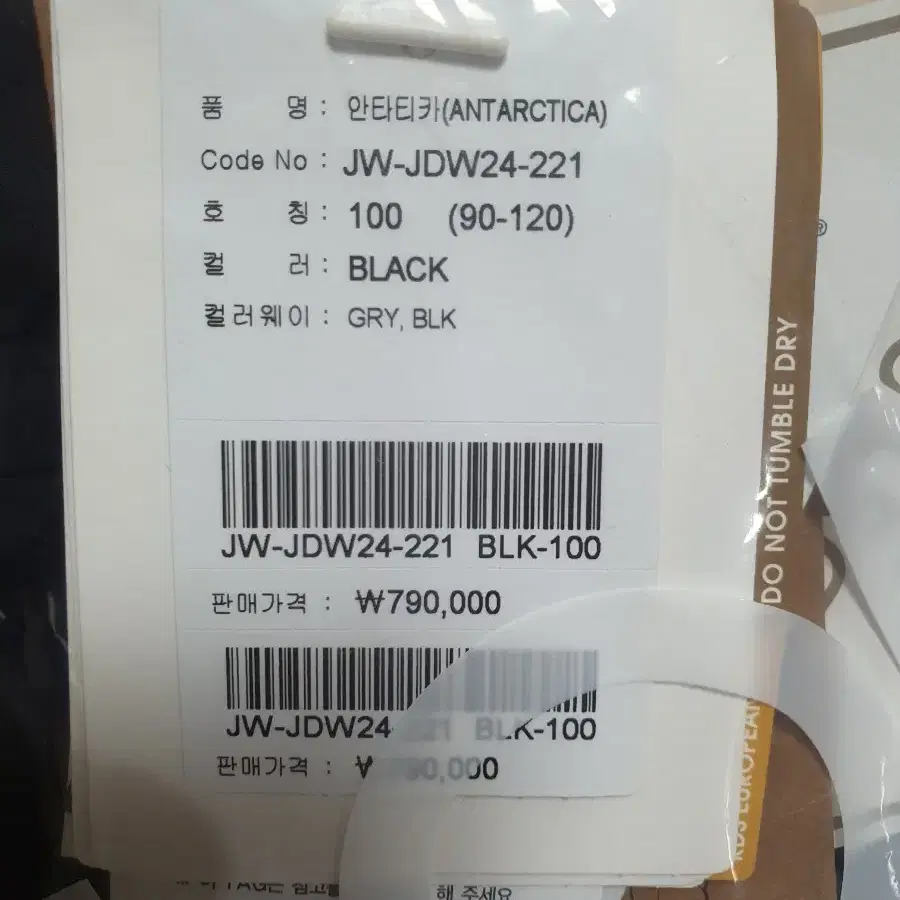 품 명 : 안타티카(ANTARCTICA)
Code No : JW-JDW24-221
호 칭 : 100 (90-120)
컬 러 : BLACK
컬러웨이 : GRY, BLK
JW-JDW24-221 BLK-100
판매가격 : ₩790,000
JW-JDW24-221 BLK-100
판매가격 : ₩790,000
해 주세요
DO NOT TUMBLE DRY
RDS EUROPEAN
®